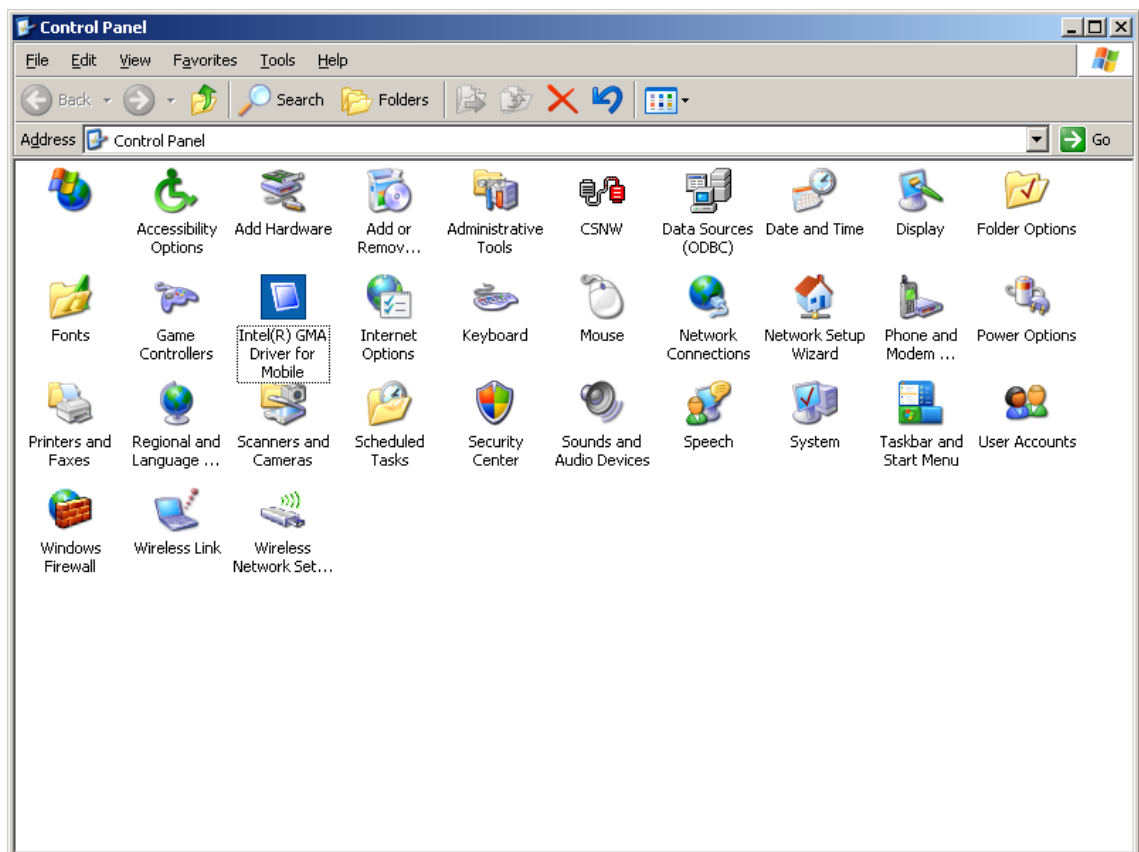 Control Panel
File Edit View Favorites Tools Help
Back Search Folders
Address Control Panel Go
Accessibility Options
Add Hardware
Add or Remov...
Administrative Tools
CSNW
Data Sources (ODBC)
Date and Time
Display
Folder Options
Fonts
Game Controllers
Intel(R) GMA Driver for Mobile
Internet Options
Keyboard
Mouse
Network Connections
Network Setup Wizard
Phone and Modem ...
Power Options
Printers and Faxes
Regional and Language ...
Scanners and Cameras
Scheduled Tasks
Security Center
Sounds and Audio Devices
Speech
System
Taskbar and Start Menu
User Accounts
Windows Firewall
Wireless Link
Wireless Network Set...